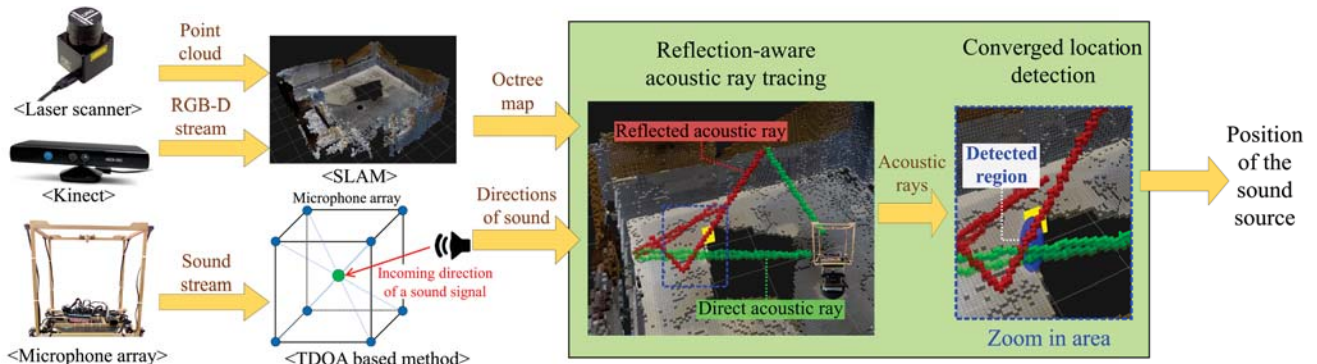 <Laser scanner>
Point
cloud
RGB-D
stream
<Kinect>
<SLAM>
Octree
map
<Microphone array>
Sound
stream
Microphone array
Incoming direction
of a sound signal
<TDOA based method>
Directions
of sound
Reflection-aware
acoustic ray tracing
Reflected acoustic ray
Direct acoustic ray
Acoustic
rays
Converged location
detection
Detected
region
Zoom in area
Position
of the
sound
source